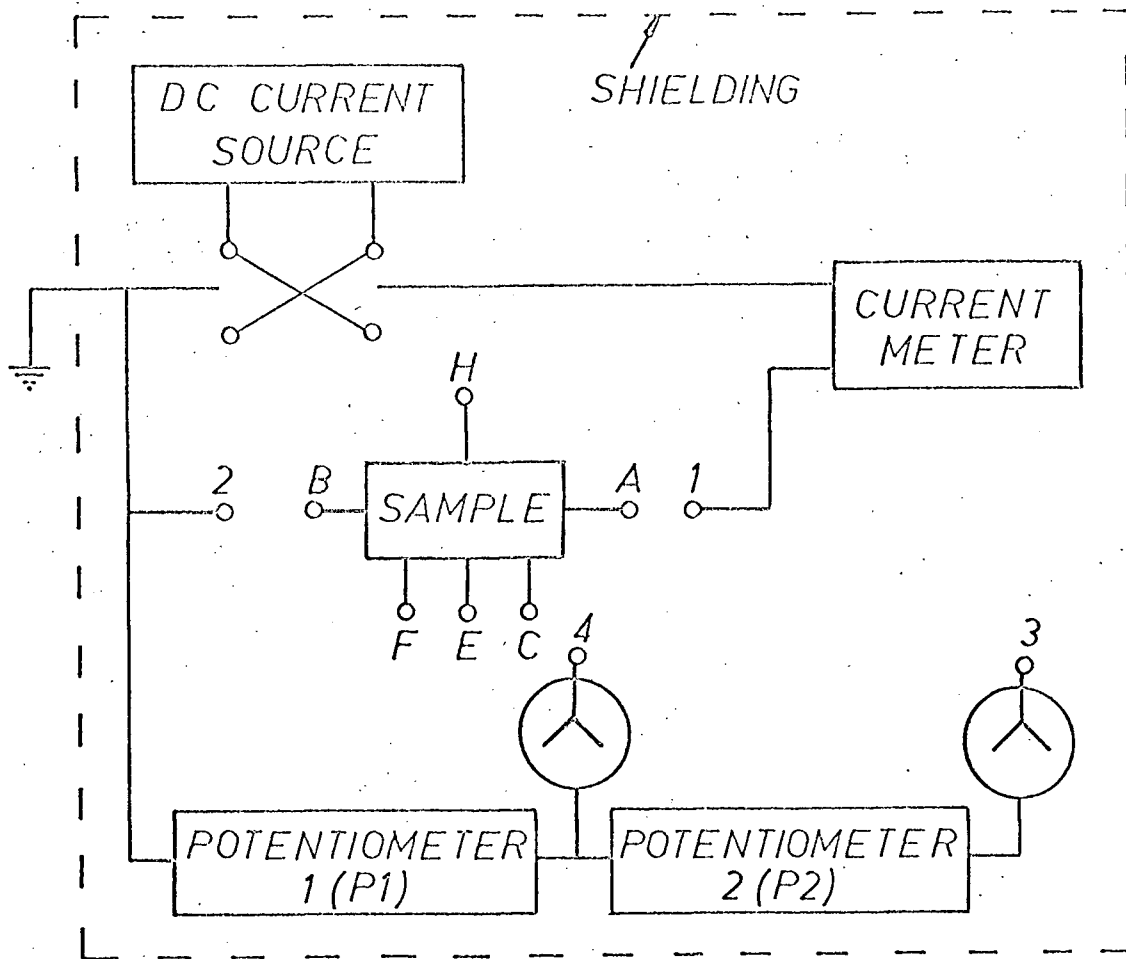 SHIELDING
DC CURRENT
SOURCE
CURRENT
METER
H
2
B
SAMPLE
A
1
F
E
C
4
3
POTENTIOMETER
1 (P1)
POTENTIOMETER
2 (P2)